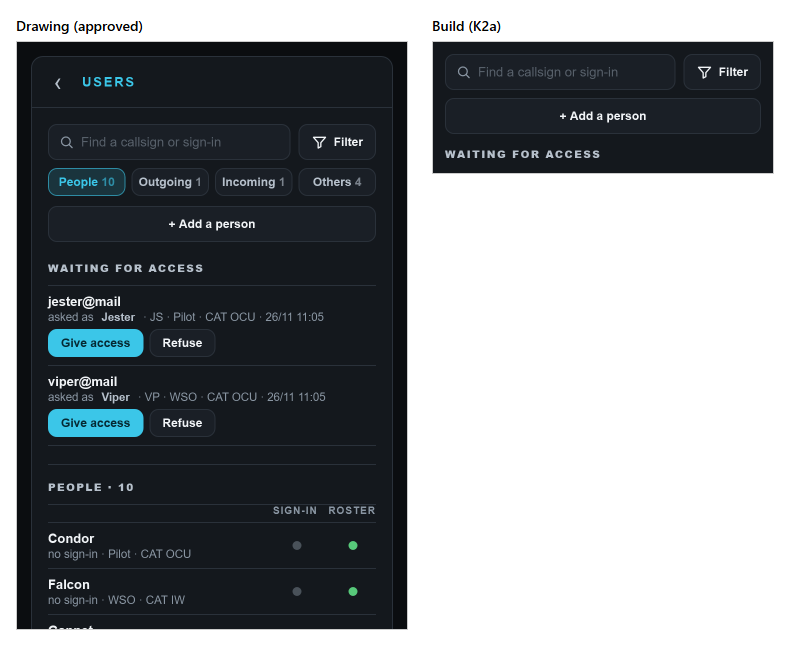 Drawing (approved)
USERS
Find a callsign or sign-in
Filter
People 10
Outgoing 1
Incoming 1
Others 4
+ Add a person
WAITING FOR ACCESS
jester@mail
asked as Jester · JS · Pilot · CAT OCU · 26/11 11:05
Give access
Refuse
viper@mail
asked as Viper · VP · WSO · CAT OCU · 26/11 11:05
Give access
Refuse
PEOPLE · 10
SIGN-IN ROSTER
Condor
no sign-in · Pilot · CAT OCU
Falcon
no sign-in · WSO · CAT IW
Build (K2a)
Find a callsign or sign-in
Filter
+ Add a person
WAITING FOR ACCESS